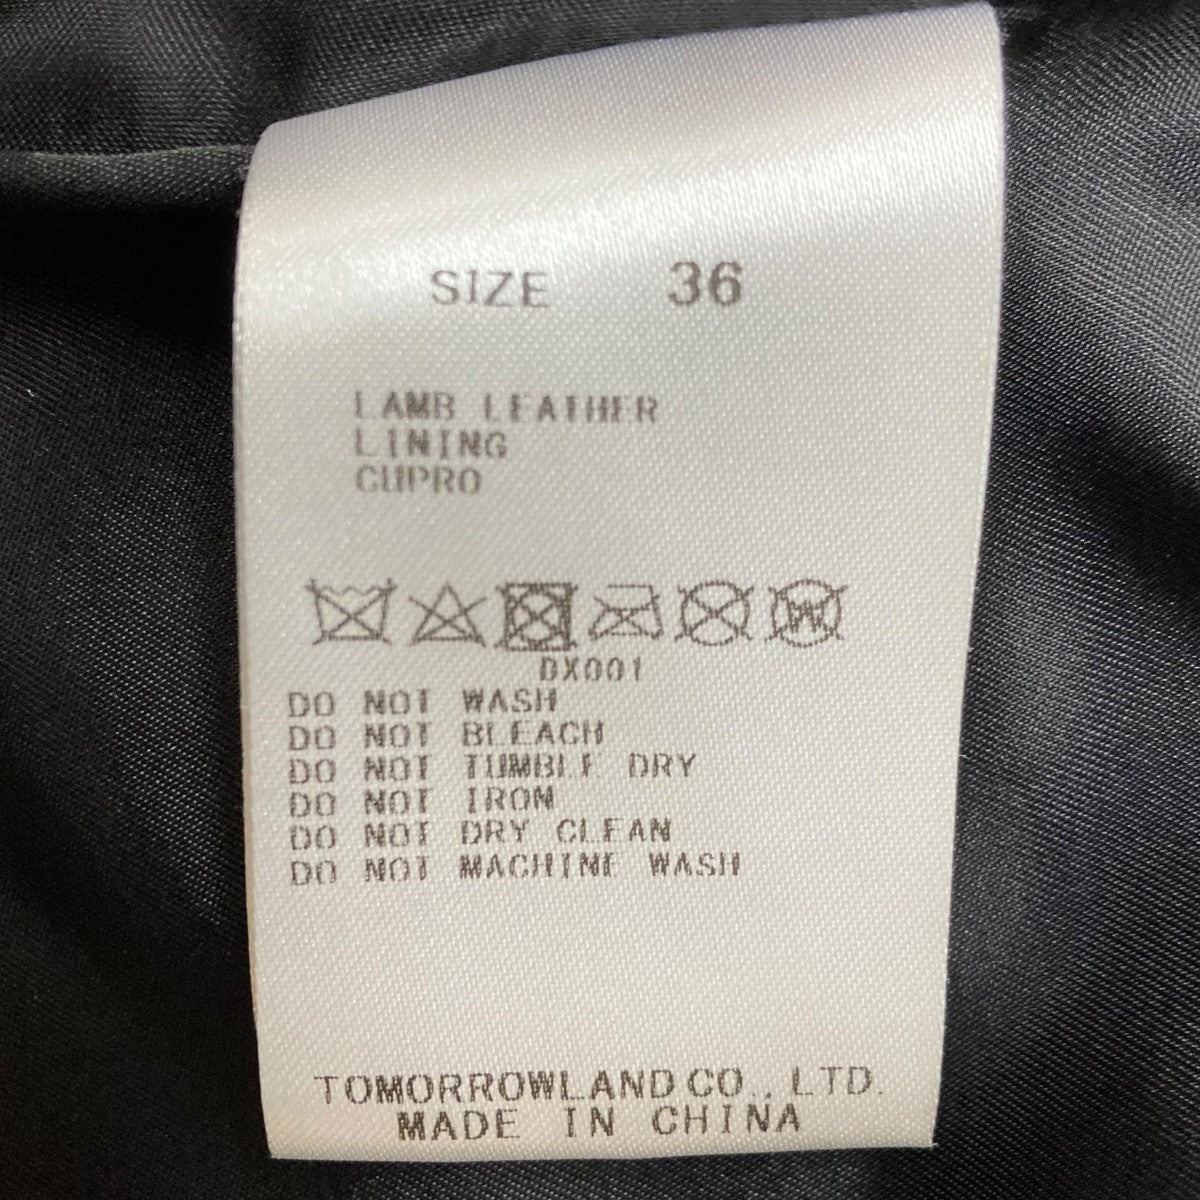 SIZE 36
LAMB LEATHER
LINING
CUPRO
DX001
DO NOT WASH
DO NOT BLEACH
DO NOT TUMBLE DRY
DO NOT IRON
DO NOT DRY CLEAN
DO NOT MACHINE WASH
TOMORROWLAND CO., LTD.
MADE IN CHINA